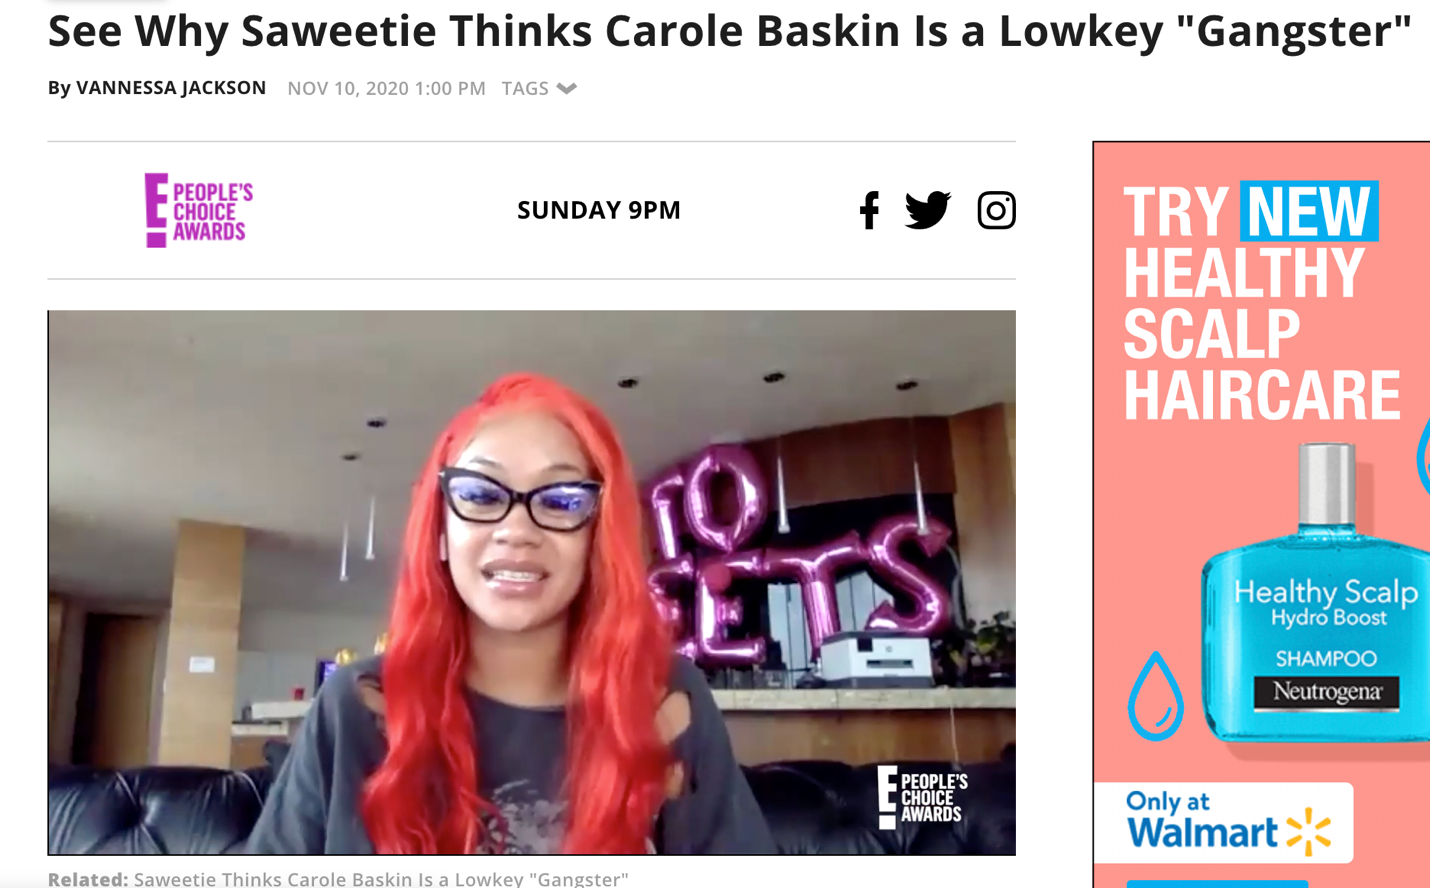 See Why Saweetie Thinks Carole Baskin Is a Lowkey "Gangster"
By VANNESSA JACKSON NOV 10, 2020 1:00 PM TAGS
E! PEOPLE'S
CHOICE
AWARDS
SUNDAY 9PM
TO
EETS
E! PEOPLE'S
CHOICE
AWARDS
Related: Saweetie Thinks Carole Baskin Is a Lowkey "Gangster"
TRY NEW
HEALTHY
SCALP
HAIRCARE
Healthy Scalp
Hydro Boost
SHAMPOO
Neutrogena
Only at
Walmart